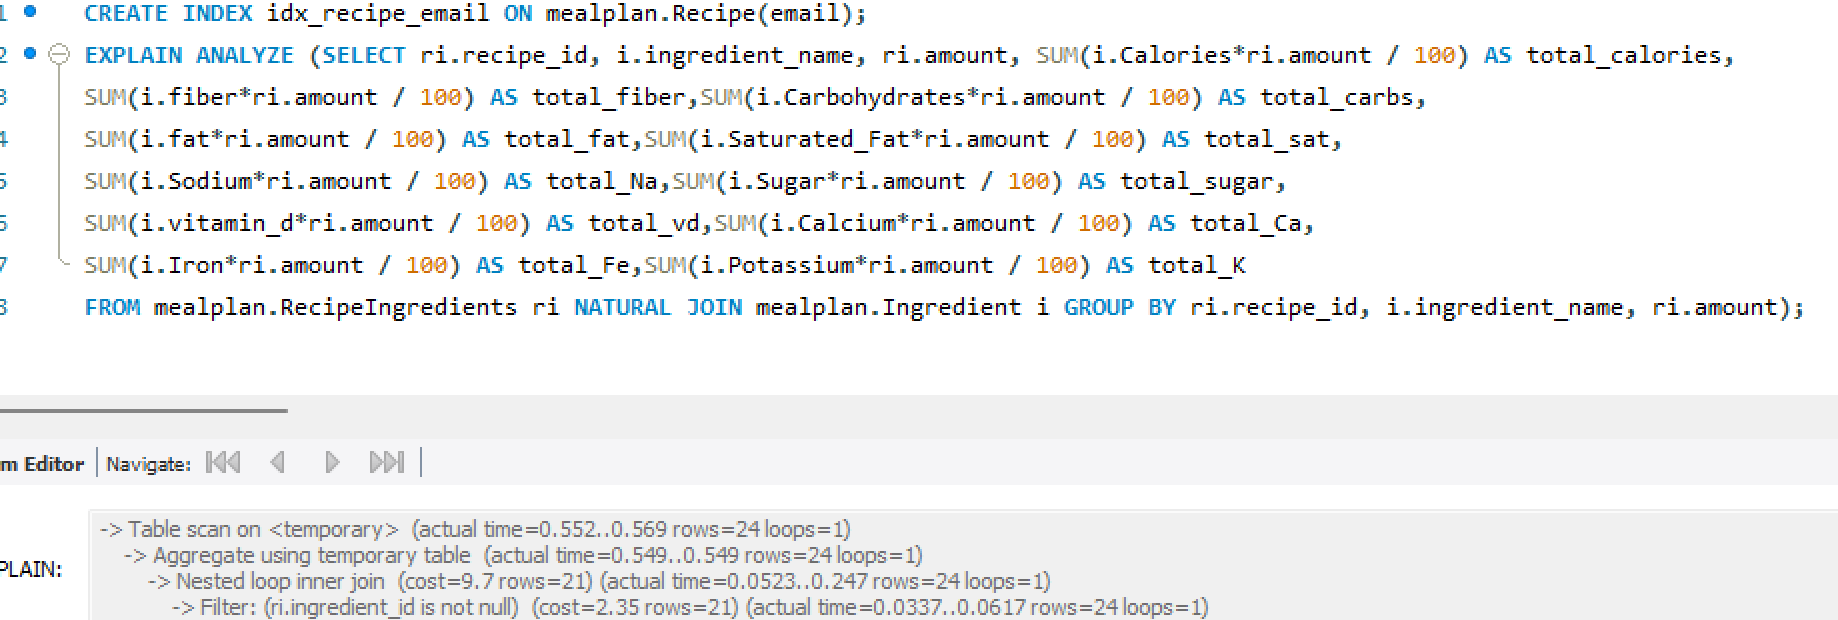 1 CREATE INDEX idx_recipe_email ON mealplan.Recipe(email);
2 EXPLAIN ANALYZE (SELECT ri.recipe_id, i.ingredient_name, ri.amount, SUM(i.Calories*ri.amount / 100) AS total_calories,
3 SUM(i.fiber*ri.amount / 100) AS total_fiber,SUM(i.Carbohydrates*ri.amount / 100) AS total_carbs,
4 SUM(i.fat*ri.amount / 100) AS total_fat,SUM(i.Saturated_Fat*ri.amount / 100) AS total_sat,
5 SUM(i.Sodium*ri.amount / 100) AS total_Na,SUM(i.Sugar*ri.amount / 100) AS total_sugar,
6 SUM(i.vitamin_d*ri.amount / 100) AS total_vd,SUM(i.Calcium*ri.amount / 100) AS total_Ca,
7 SUM(i.Iron*ri.amount / 100) AS total_Fe,SUM(i.Potassium*ri.amount / 100) AS total_K
8 FROM mealplan.RecipeIngredients ri NATURAL JOIN mealplan.Ingredient i GROUP BY ri.recipe_id, i.ingredient_name, ri.amount);
m Editor Navigate:
-> Table scan on <temporary> (actual time=0.552..0.569 rows=24 loops=1)
-> Aggregate using temporary table (actual time=0.549..0.549 rows=24 loops=1)
PLAIN:
-> Nested loop inner join (cost=9.7 rows=21) (actual time=0.0523..0.247 rows=24 loops=1)
-> Filter: (ri.ingredient_id is not null) (cost=2.35 rows=21) (actual time=0.0337..0.0617 rows=24 loops=1)